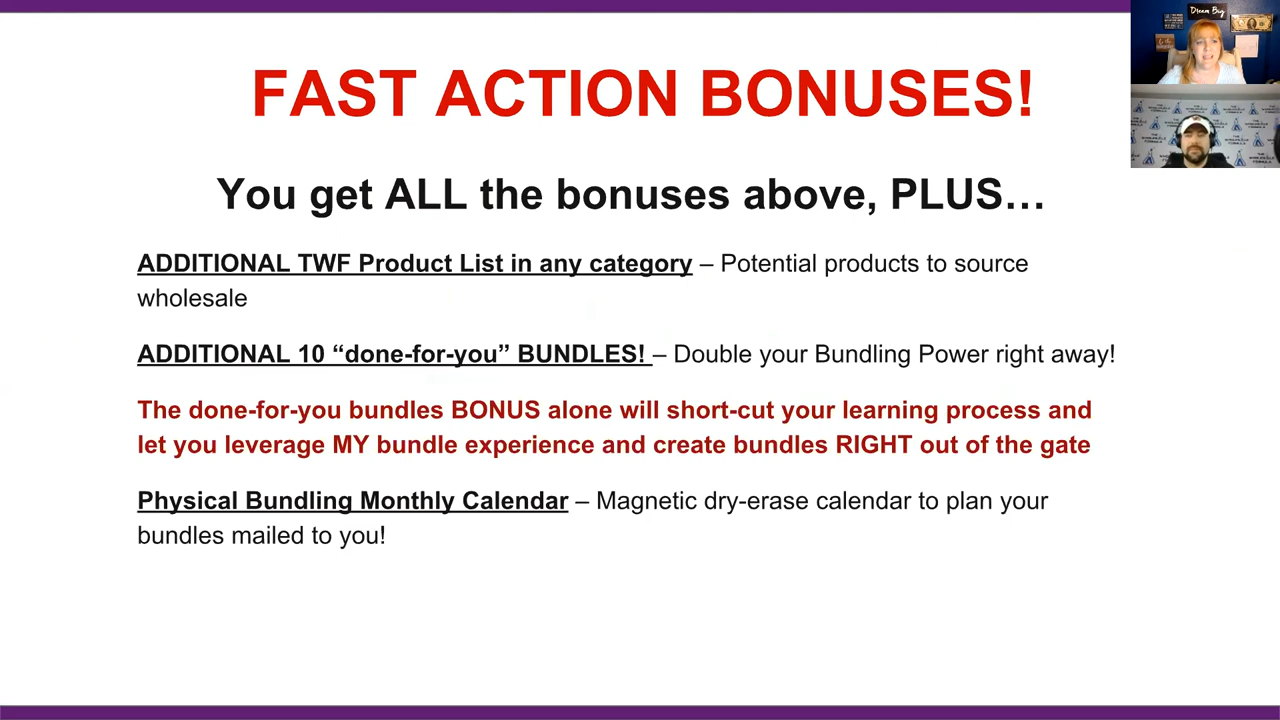 FAST ACTION BONUSES!
You get ALL the bonuses above, PLUS…
ADDITIONAL TWF Product List in any category – Potential products to source
wholesale
ADDITIONAL 10 “done-for-you” BUNDLES! – Double your Bundling Power right away!
The done-for-you bundles BONUS alone will short-cut your learning process and
let you leverage MY bundle experience and create bundles RIGHT out of the gate
Physical Bundling Monthly Calendar – Magnetic dry-erase calendar to plan your
bundles mailed to you!
Dream Big